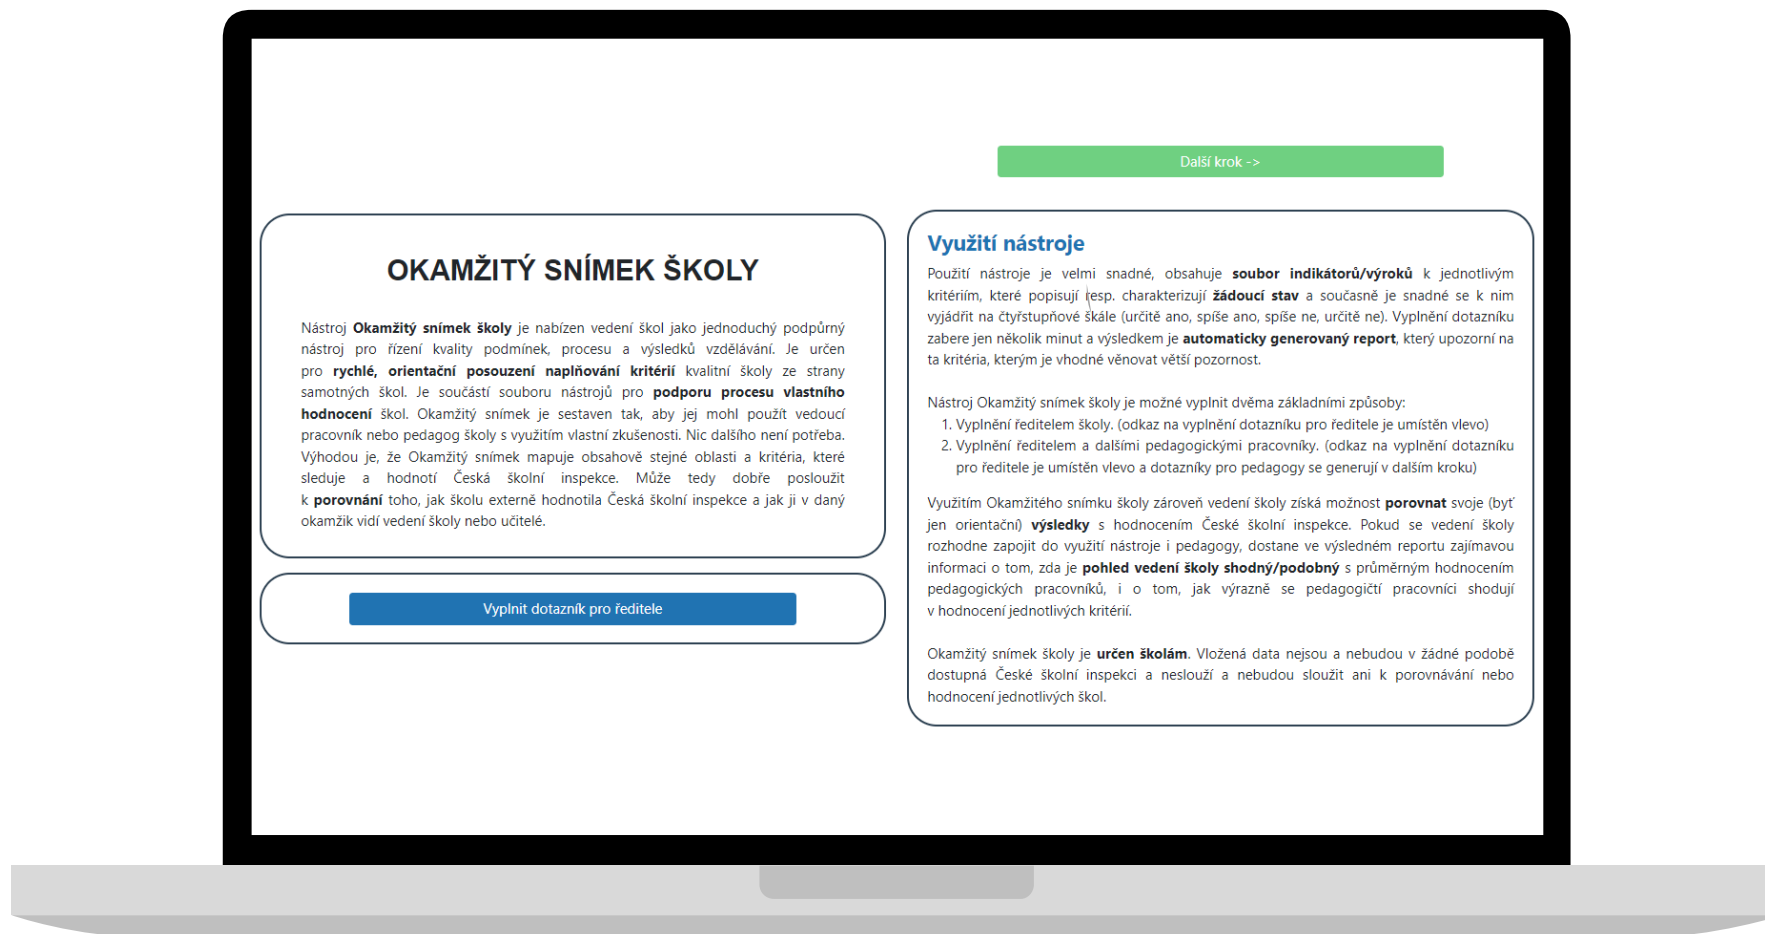 Další krok ->
OKAMŽITÝ SNÍMEK ŠKOLY
Nástroj Okamžitý snímek školy je nabízen vedení škol jako jednoduchý podpůrný
nástroj pro řízení kvality podmínek, procesu a výsledků vzdělávání. Je určen
pro rychlé, orientační posouzení naplňování kritérií kvalitní školy ze strany
samotných škol. Je součástí souboru nástrojů pro podporu procesu vlastního
hodnocení škol. Okamžitý snímek je sestaven tak, aby jej mohl použít vedoucí
pracovník nebo pedagog školy s využitím vlastní zkušenosti. Nic dalšího není potřeba.
Výhodou je, že Okamžitý snímek mapuje obsahově stejné oblasti a kritéria, které
sleduje a hodnotí Česká školní inspekce. Může tedy dobře posloužit
k porovnání toho, jak školu externě hodnotila Česká školní inspekce a jak ji v daný
okamžik vidí vedení školy nebo učitelé.
Vyplnit dotazník pro ředitele
Využití nástroje
Použití nástroje je velmi snadné, obsahuje soubor indikátorů/výroků k jednotlivým
kritériím, které popisují resp. charakterizují žádoucí stav a současně je snadné se k nim
vyjádřit na čtyřstupňové škále (určitě ano, spíše ano, spíše ne, určitě ne). Vyplnění dotazníku
zabere jen několik minut a výsledkem je automaticky generovaný report, který upozorní na
ta kritéria, kterým je vhodné věnovat větší pozornost.
Nástroj Okamžitý snímek školy je možné vyplnit dvěma základními způsoby:
1. Vyplnění ředitelem školy. (odkaz na vyplnění dotazníku pro ředitele je umístěn vlevo)
2. Vyplnění ředitelem a dalšími pedagogickými pracovníky. (odkaz na vyplnění dotazníku
pro ředitele je umístěn vlevo a dotazníky pro pedagogy se generují v dalším kroku)
Využitím Okamžitého snímku školy zároveň vedení školy získá možnost porovnat svoje (byť
jen orientační) výsledky s hodnocením České školní inspekce. Pokud se vedení školy
rozhodne zapojit do využití nástroje i pedagogy, dostane ve výsledném reportu zajímavou
informaci o tom, zda je pohled vedení školy shodný/podobný s průměrným hodnocením
pedagogických pracovníků, i o tom, jak výrazně se pedagogičtí pracovníci shodují
v hodnocení jednotlivých kritérií.
Okamžitý snímek školy je určen školám. Vložená data nejsou a nebudou v žádné podobě
dostupná České školní inspekci a neslouží a nebudou sloužit ani k porovnávání nebo
hodnocení jednotlivých škol.